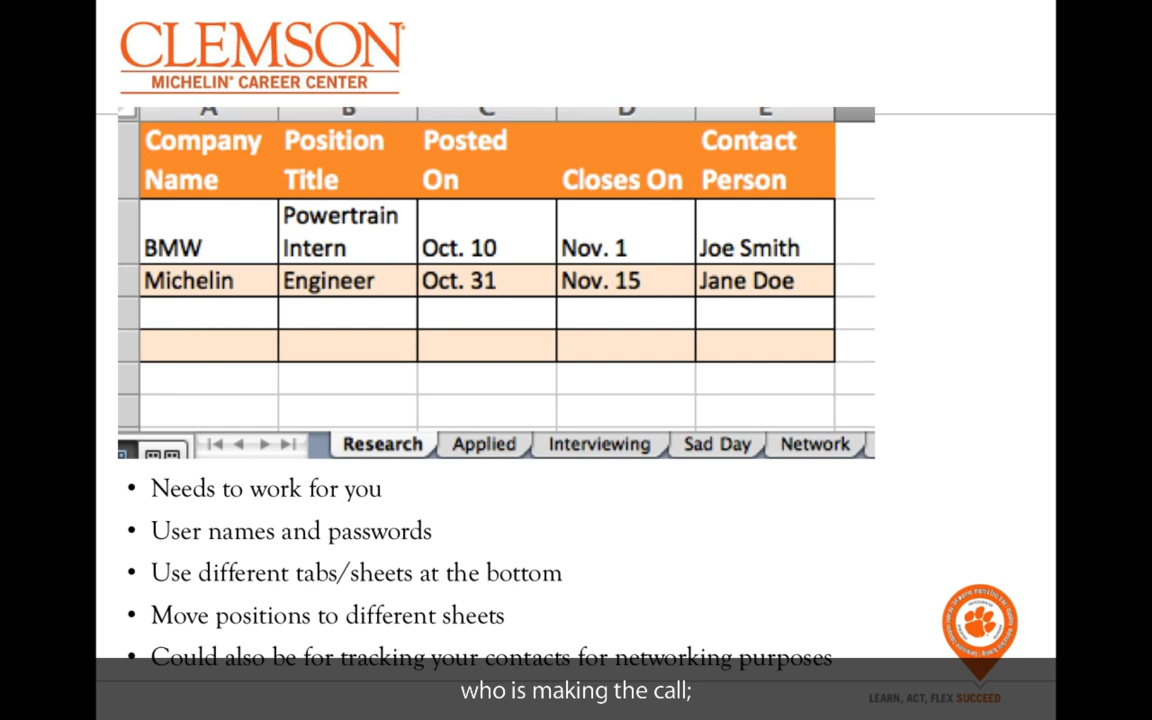 CLEMSON
MICHELIN® CAREER CENTER
A B C D E
Company Name Position Title Posted On Closes On Contact Person
BMW Powertrain Intern Oct. 10 Nov. 1 Joe Smith
Michelin Engineer Oct. 31 Nov. 15 Jane Doe
Research Applied Interviewing Sad Day Network
• Needs to work for you
• User names and passwords
• Use different tabs/sheets at the bottom
• Move positions to different sheets
• Could also be for tracking your contacts for networking purposes
who is making the call;
LEARN, ACT, FLEX SUCCEED